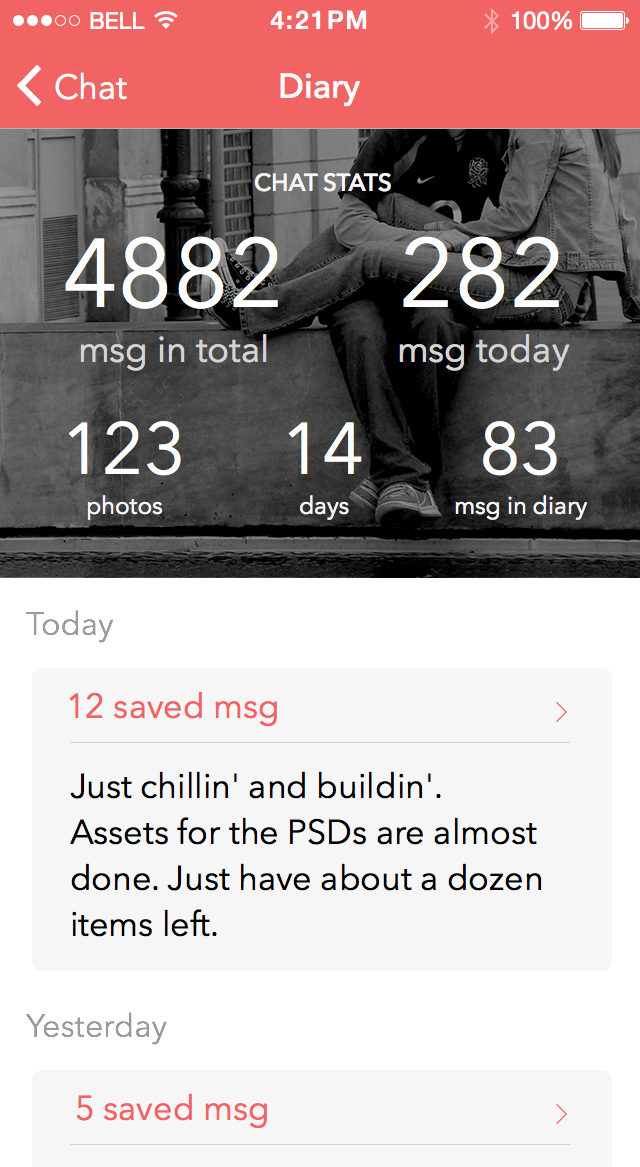 BELL 4:21PM 100%
Chat Diary
CHAT STATS
4882 282
msg in total msg today
123 14 83
photos days msg in diary
Today
12 saved msg
Just chillin' and buildin'.
Assets for the PSDs are almost
done. Just have about a dozen
items left.
Yesterday
5 saved msg